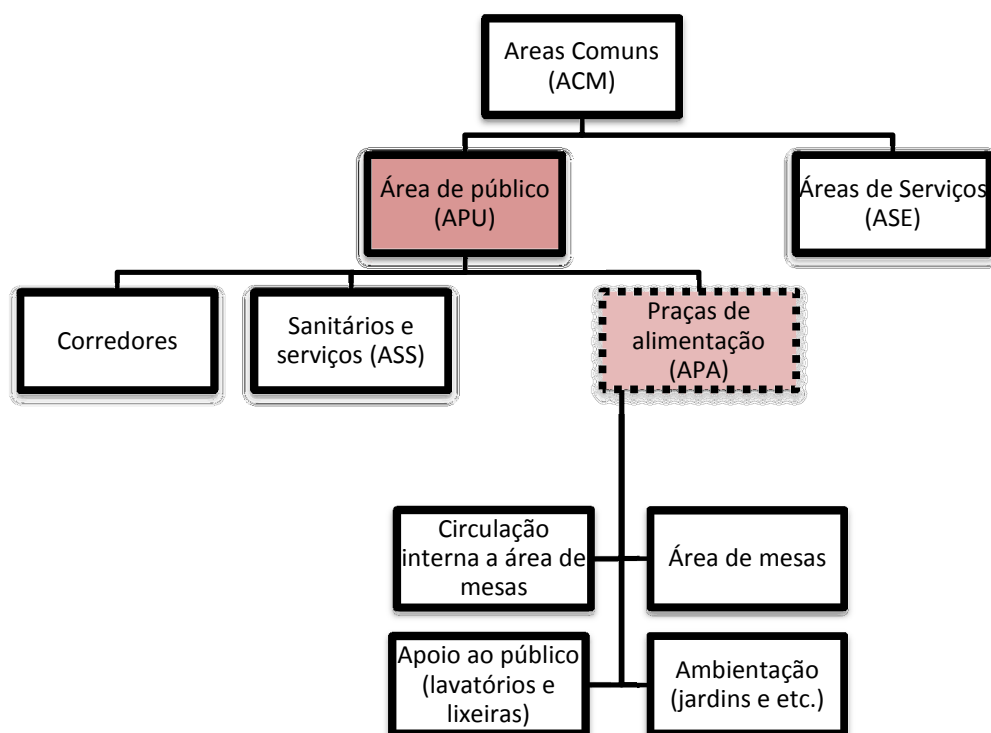 Areas Comuns
(ACM)
Área de público
(APU)
Áreas de Serviços
(ASE)
Corredores
Sanitários e
serviços (ASS)
Praças de
alimentação
(APA)
Circulação
interna a área de
mesas
Área de mesas
Apoio ao público
(lavatórios e
lixeiras)
Ambientação
(jardins e etc.)